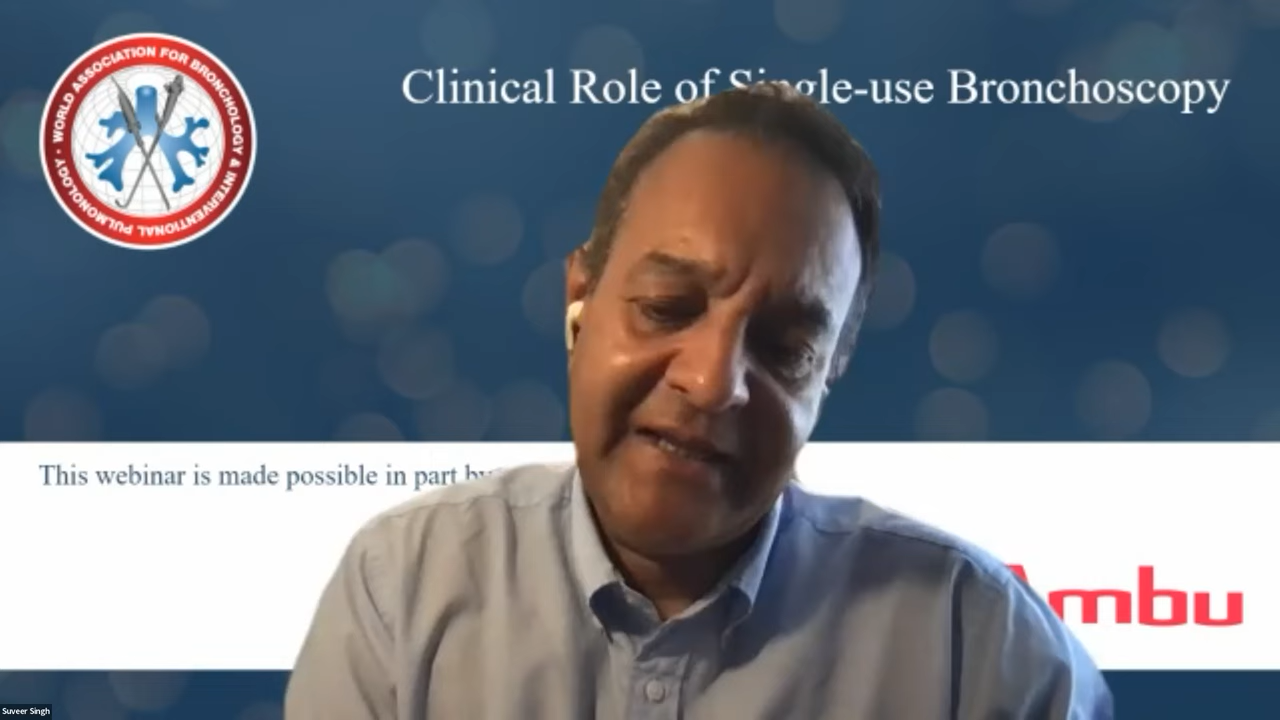 WORLD ASSOCIATION FOR BRONCHOLOGY & INTERVENTIONAL PULMONOLOGY •
Clinical Role of Single-use Bronchoscopy
This webinar is made possible in part by
Ambu
Suveer Singh